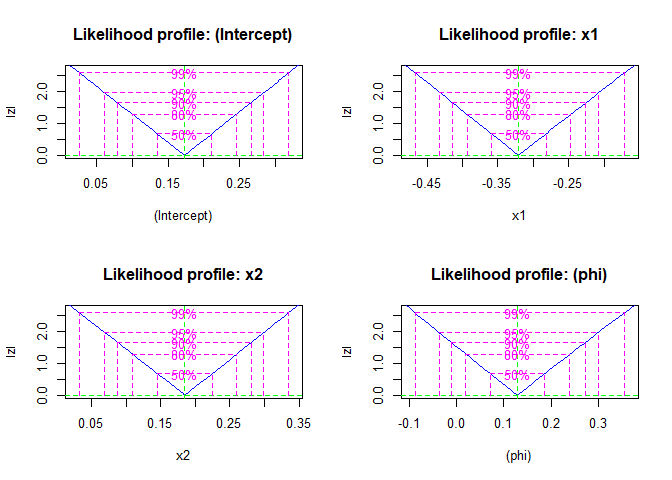 Likelihood profile: (Intercept)
99%
95%
90%
80%
50%
0.0 1.0 2.0
|z|
0.05 0.15 0.25
(Intercept)
Likelihood profile: x1
99%
95%
90%
80%
50%
0.0 1.0 2.0
|z|
-0.45 -0.35 -0.25
x1
Likelihood profile: x2
99%
95%
90%
80%
50%
0.0 1.0 2.0
|z|
0.05 0.15 0.25 0.35
x2
Likelihood profile: (phi)
99%
95%
90%
80%
50%
0.0 1.0 2.0
|z|
-0.1 0.0 0.1 0.2 0.3
(phi)